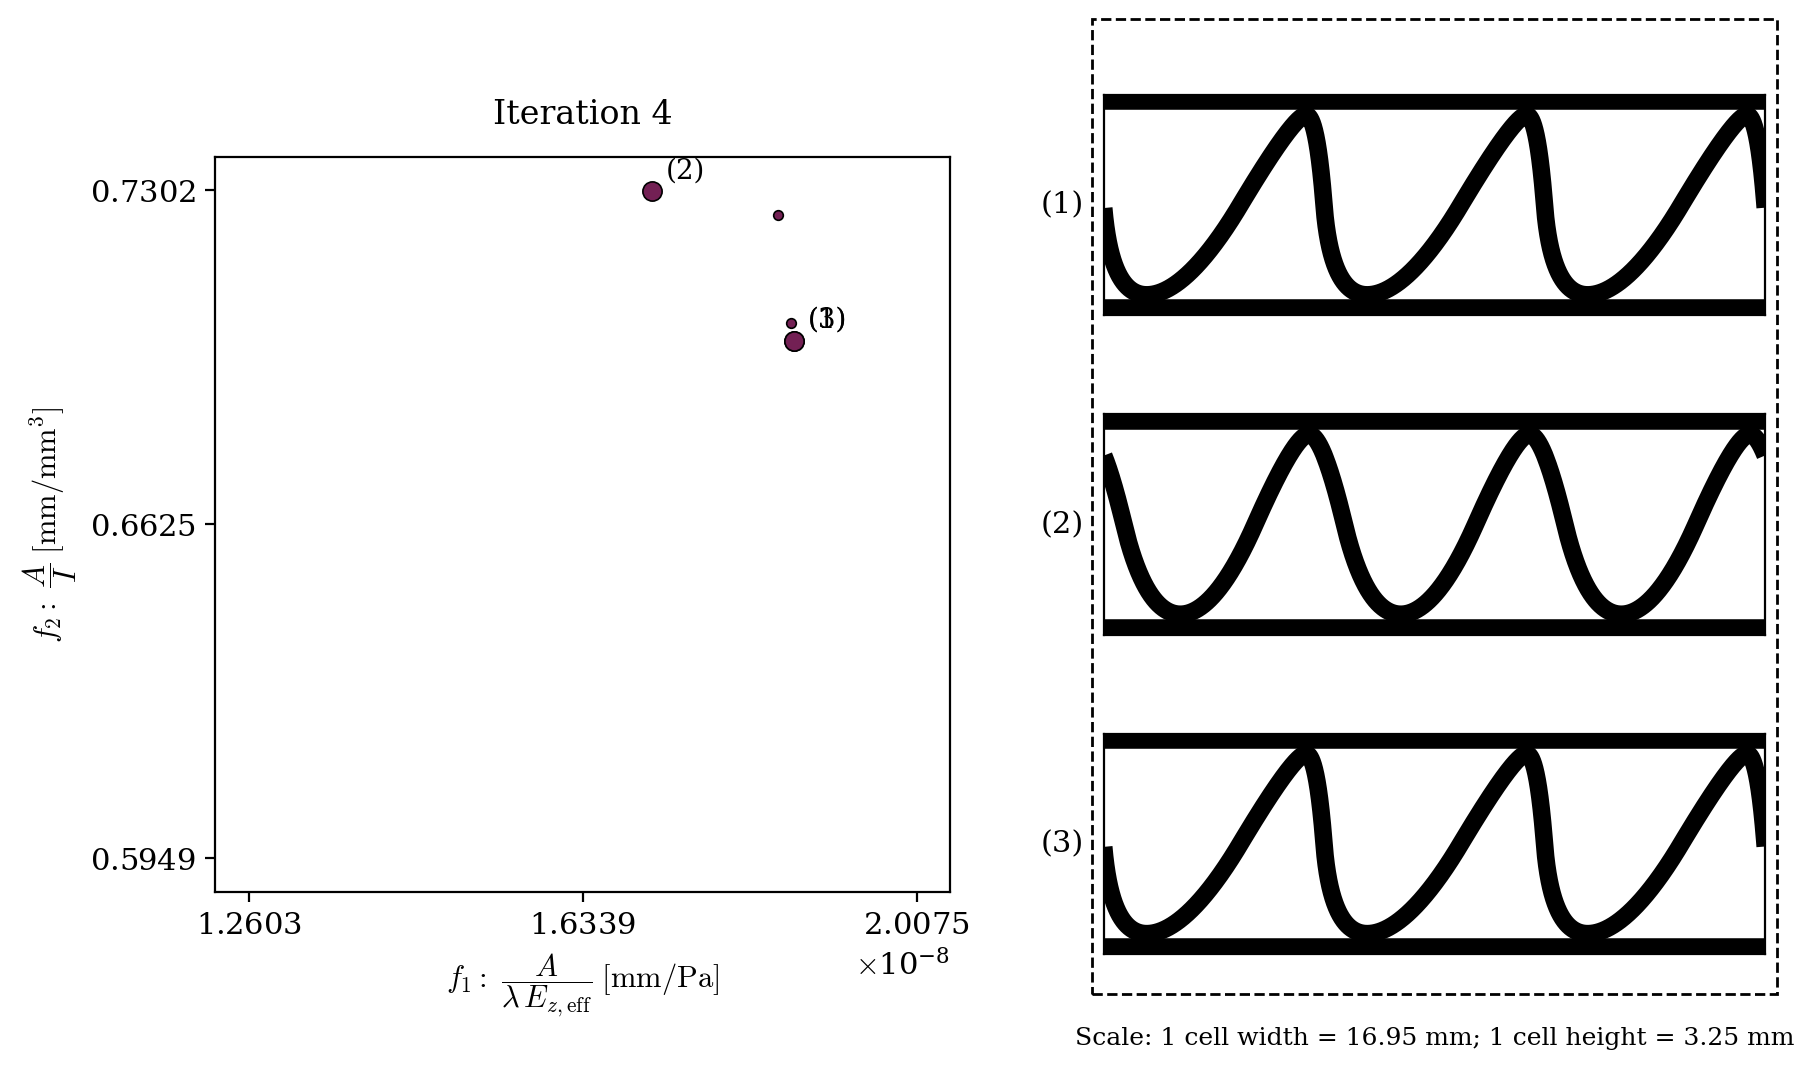 Iteration 4
(2)
(1)
(3)
0.7302
0.6625
0.5949
f₂: A/I [mm/mm³]
1.2603 1.6339 2.0075
×10⁻⁸
f₁: A/(λ E_z,eff) [mm/Pa]
(1)
(2)
(3)
Scale: 1 cell width = 16.95 mm; 1 cell height = 3.25 mm